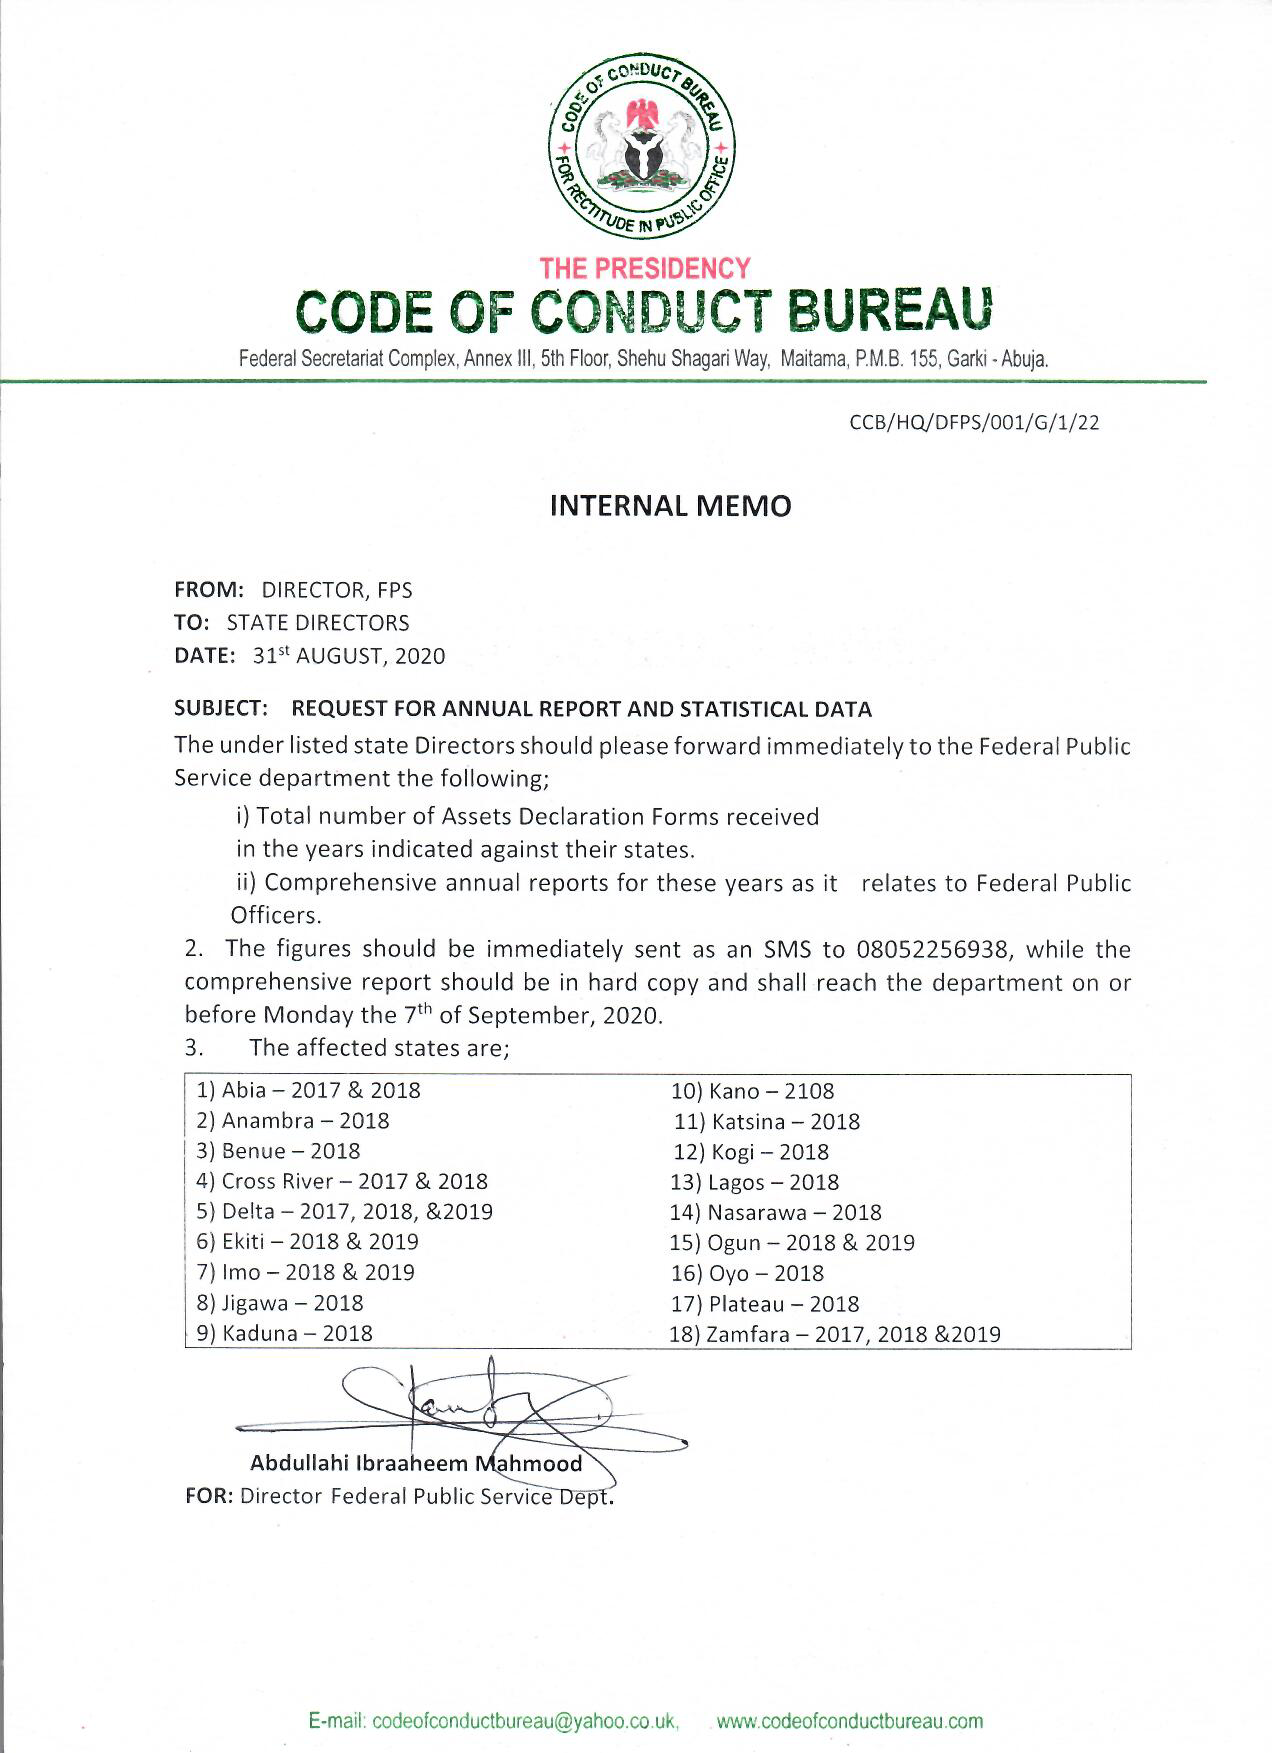 CODE OF CONDUCT BUREAU
FOR RECTITUDE IN PUBLIC OFFICE
THE PRESIDENCY
CODE OF CONDUCT BUREAU
Federal Secretariat Complex, Annex III, 5th Floor, Shehu Shagari Way, Maitama, P.M.B. 155, Garki - Abuja.
CCB/HQ/DFPS/001/G/1/22
INTERNAL MEMO
FROM: DIRECTOR, FPS
TO: STATE DIRECTORS
DATE: 31st AUGUST, 2020
SUBJECT: REQUEST FOR ANNUAL REPORT AND STATISTICAL DATA
The under listed state Directors should please forward immediately to the Federal Public
Service department the following;
i) Total number of Assets Declaration Forms received
in the years indicated against their states.
ii) Comprehensive annual reports for these years as it relates to Federal Public
Officers.
2. The figures should be immediately sent as an SMS to 08052256938, while the
comprehensive report should be in hard copy and shall reach the department on or
before Monday the 7th of September, 2020.
3. The affected states are;
1) Abia – 2017 & 2018
2) Anambra – 2018
3) Benue – 2018
4) Cross River – 2017 & 2018
5) Delta – 2017, 2018, &2019
6) Ekiti – 2018 & 2019
7) Imo – 2018 & 2019
8) Jigawa – 2018
9) Kaduna – 2018
10) Kano – 2108
11) Katsina – 2018
12) Kogi – 2018
13) Lagos – 2018
14) Nasarawa – 2018
15) Ogun – 2018 & 2019
16) Oyo – 2018
17) Plateau – 2018
18) Zamfara – 2017, 2018 &2019
Abdullahi Ibraaheem Mahmood
FOR: Director Federal Public Service Dept.
E-mail: codeofconductbureau@yahoo.co.uk, www.codeofconductbureau.com